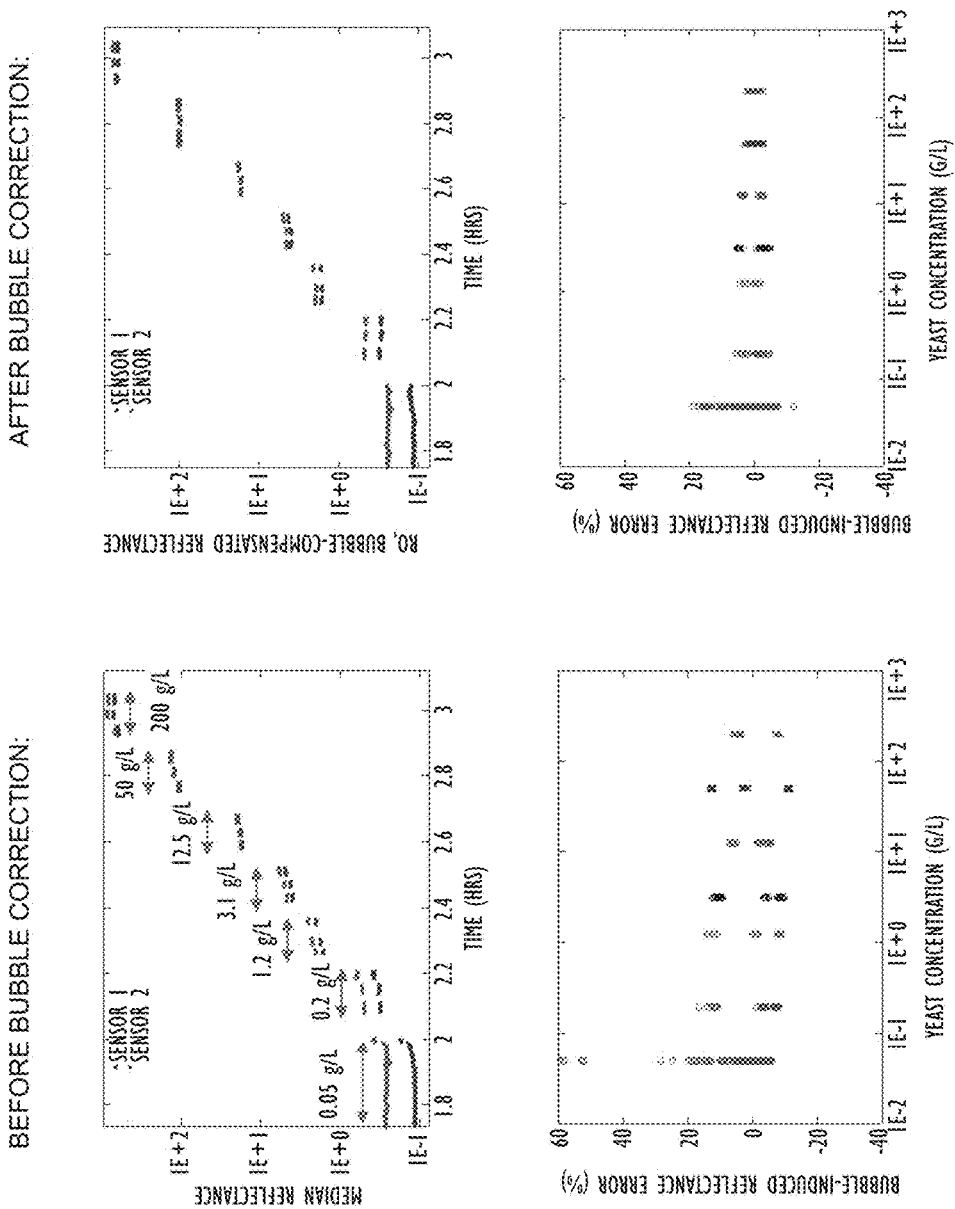 BEFORE BUBBLE CORRECTION:
MEDIAN REFLECTANCE
1E+2
1E+1
1E+0
1E-1
SENSOR 1
SENSOR 2
0.05 g/L
0.2 g/L
1.2 g/L
3.1 g/L
12.5 g/L
50 g/L
200 g/L
1.8
2
2.2
2.4
2.6
2.8
3
TIME (HRS)
BUBBLE-INDUCED REFLECTANCE ERROR (%)
60
40
20
0
-20
-40
1E-2
1E-1
1E+0
1E+1
1E+2
1E+3
YEAST CONCENTRATION (G/L)
AFTER BUBBLE CORRECTION:
RO, BUBBLE-COMPENSATED REFLECTANCE
1E+2
1E+1
1E+0
1E-1
SENSOR 1
SENSOR 2
1.8
2
2.2
2.4
2.6
2.8
3
TIME (HRS)
BUBBLE-INDUCED REFLECTANCE ERROR (%)
60
40
20
0
-20
-40
1E-2
1E-1
1E+0
1E+1
1E+2
1E+3
YEAST CONCENTRATION (G/L)